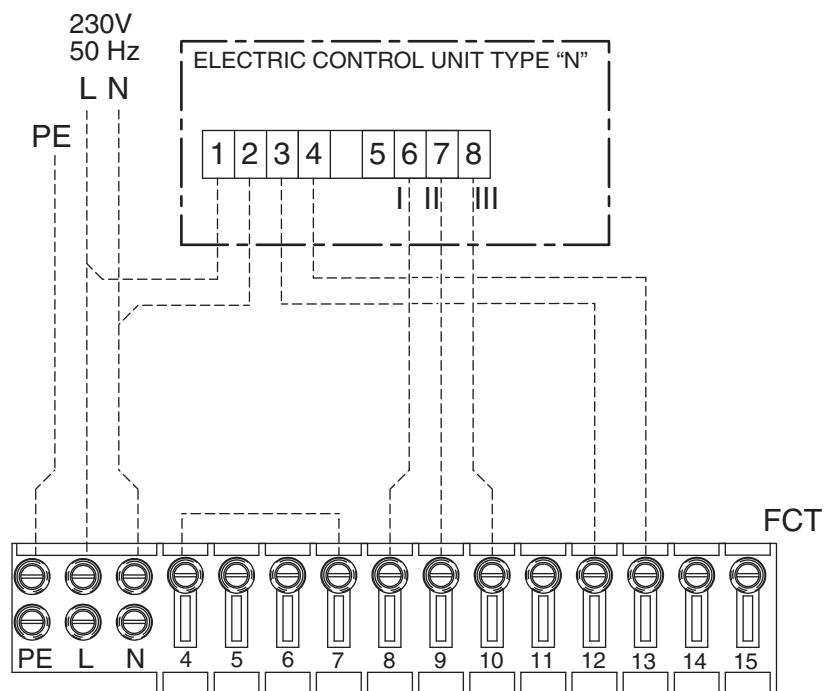 230V
50 Hz
L N
PE
ELECTRIC CONTROL UNIT TYPE “N”
1 2 3 4 5 6 7 8
I II III
FCT
PE L N 4 5 6 7 8 9 10 11 12 13 14 15